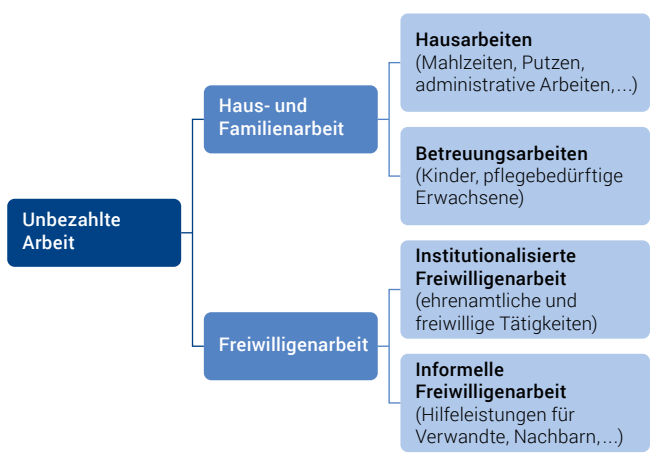 Unbezahlte
Arbeit
Haus- und
Familienarbeit
Hausarbeiten
(Mahlzeiten, Putzen,
administrative Arbeiten,...)
Betreuungsarbeiten
(Kinder, pflegebedürftige
Erwachsene)
Freiwilligenarbeit
Institutionalisierte
Freiwilligenarbeit
(ehrenamtliche und
freiwillige Tätigkeiten)
Informelle
Freiwilligenarbeit
(Hilfeleistungen für
Verwandte, Nachbarn,...)